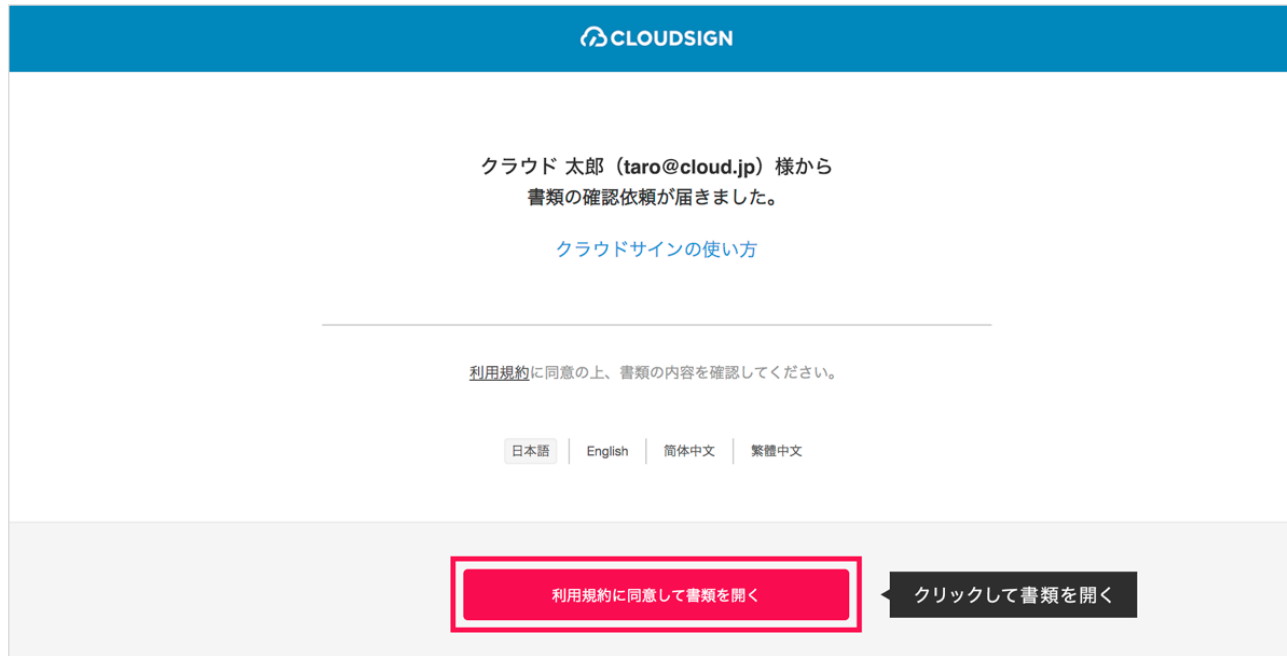 CLOUDSIGN
クラウド 太郎（taro@cloud.jp）様から
書類の確認依頼が届きました。
クラウドサインの使い方
利用規約に同意の上、書類の内容を確認してください。
日本語 English 简体中文 繁體中文
利用規約に同意して書類を開く クリックして書類を開く